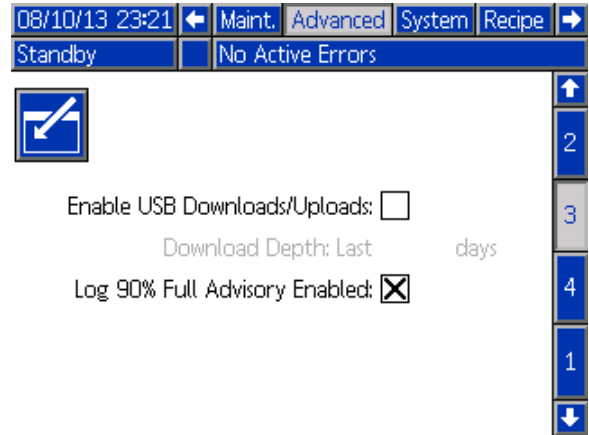 08/10/13 23:21 Maint. Advanced System Recipe
Standby No Active Errors
2
Enable USB Downloads/Uploads:
3
Download Depth: Last days
Log 90% Full Advisory Enabled:
4
1